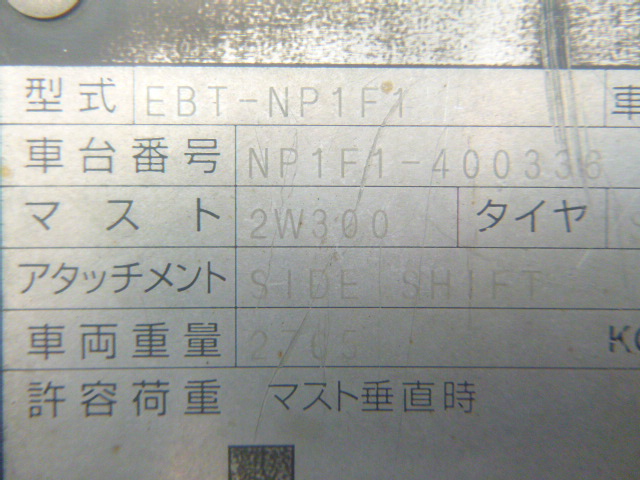 型式 EBT-NP1F1 車
車台番号 NP1F1-400336
マスト 2W300 タイヤ
アタッチメント SIDE SHIFT
車両重量 2705 KG
許容荷重 マスト垂直時